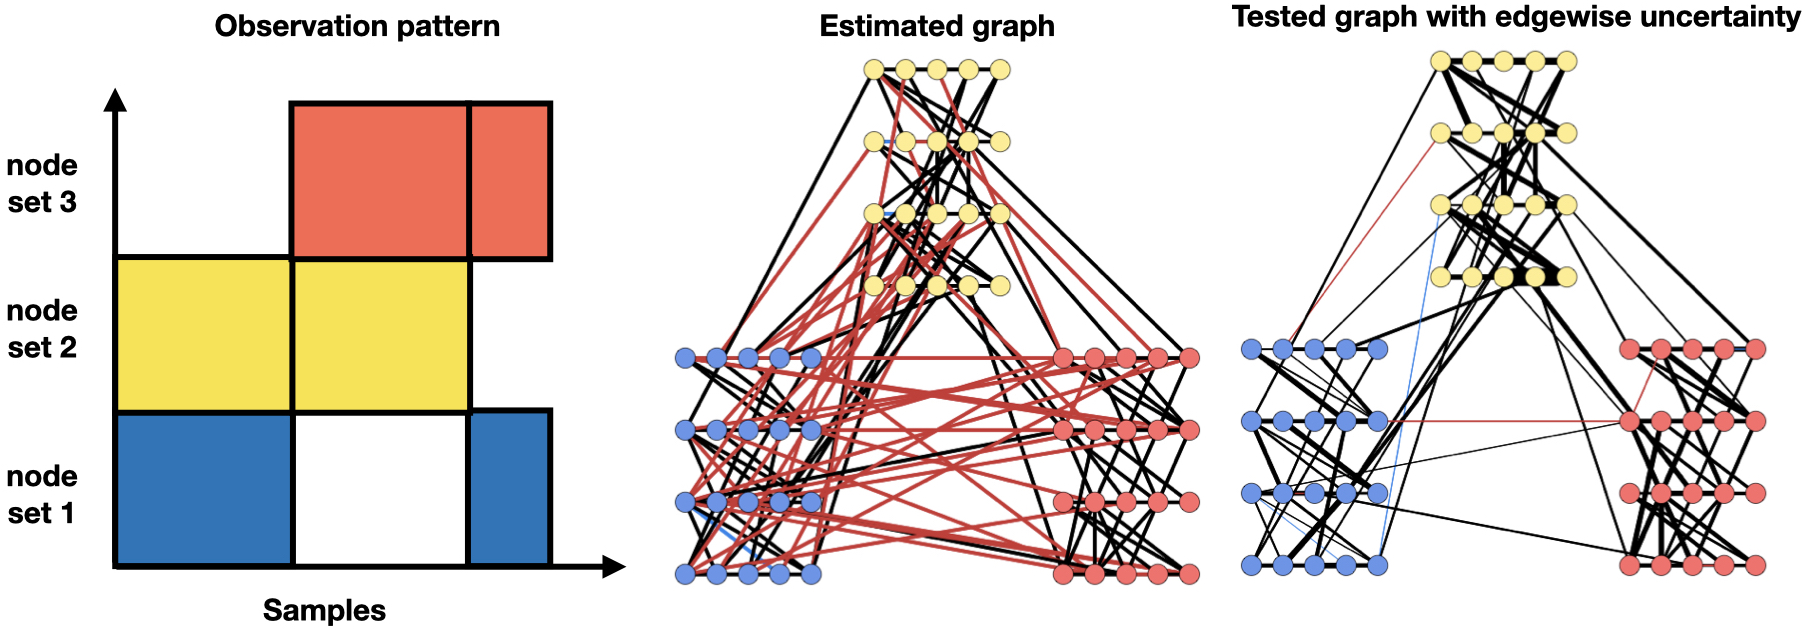 Observation pattern
Estimated graph
Tested graph with edgewise uncertainty
node
set 3
node
set 2
node
set 1
Samples